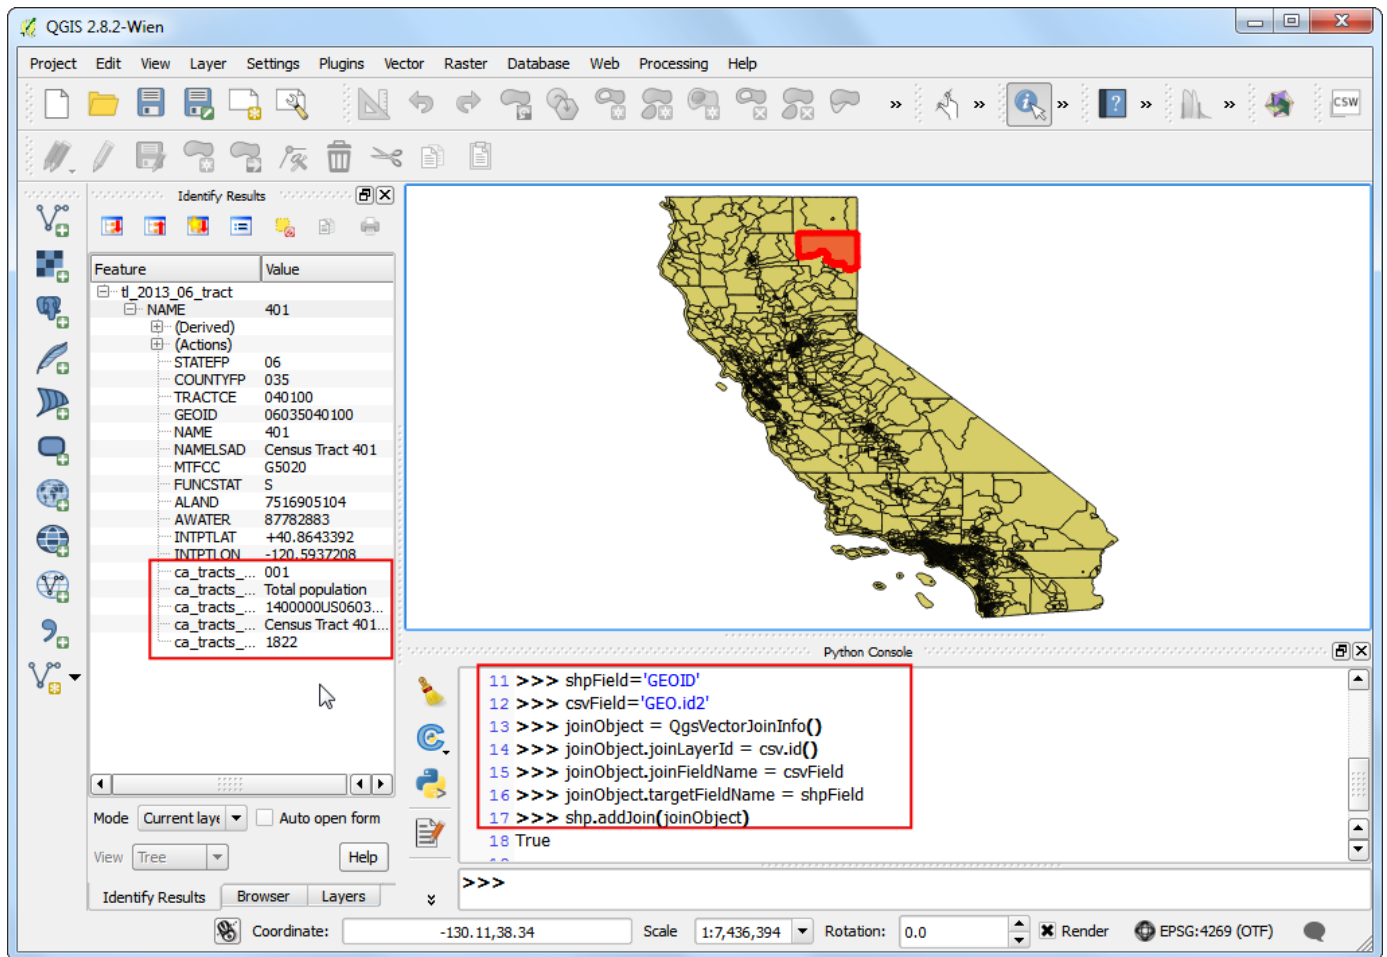 QGIS 2.8.2-Wien
Project Edit View Layer Settings Plugins Vector Raster Database Web Processing Help
» » » » » CSW
Identify Results
Feature Value
tl_2013_06_tract
NAME 401
(Derived)
(Actions)
STATEFP 06
COUNTYFP 035
TRACTCE 040100
GEOID 06035040100
NAME 401
NAMELSAD Census Tract 401
MTFCC G5020
FUNCSTAT S
ALAND 7516905104
AWATER 87782883
INTPTLAT +40.8643392
INTPTLON -120.5937208
ca_tracts_... 001
ca_tracts_... Total population
ca_tracts_... 1400000US0603...
ca_tracts_... Census Tract 401...
ca_tracts_... 1822
Mode Current laye Auto open form
View Tree Help
Identify Results Browser Layers
Python Console
11 >>> shpField='GEOID'
12 >>> csvField='GEO.id2'
13 >>> joinObject = QgsVectorJoinInfo()
14 >>> joinObject.joinLayerId = csv.id()
15 >>> joinObject.joinFieldName = csvField
16 >>> joinObject.targetFieldName = shpField
17 >>> shp.addJoin(joinObject)
18 True
>>>
Coordinate: -130.11,38.34 Scale 1:7,436,394 Rotation: 0.0 Render EPSG:4269 (OTF)